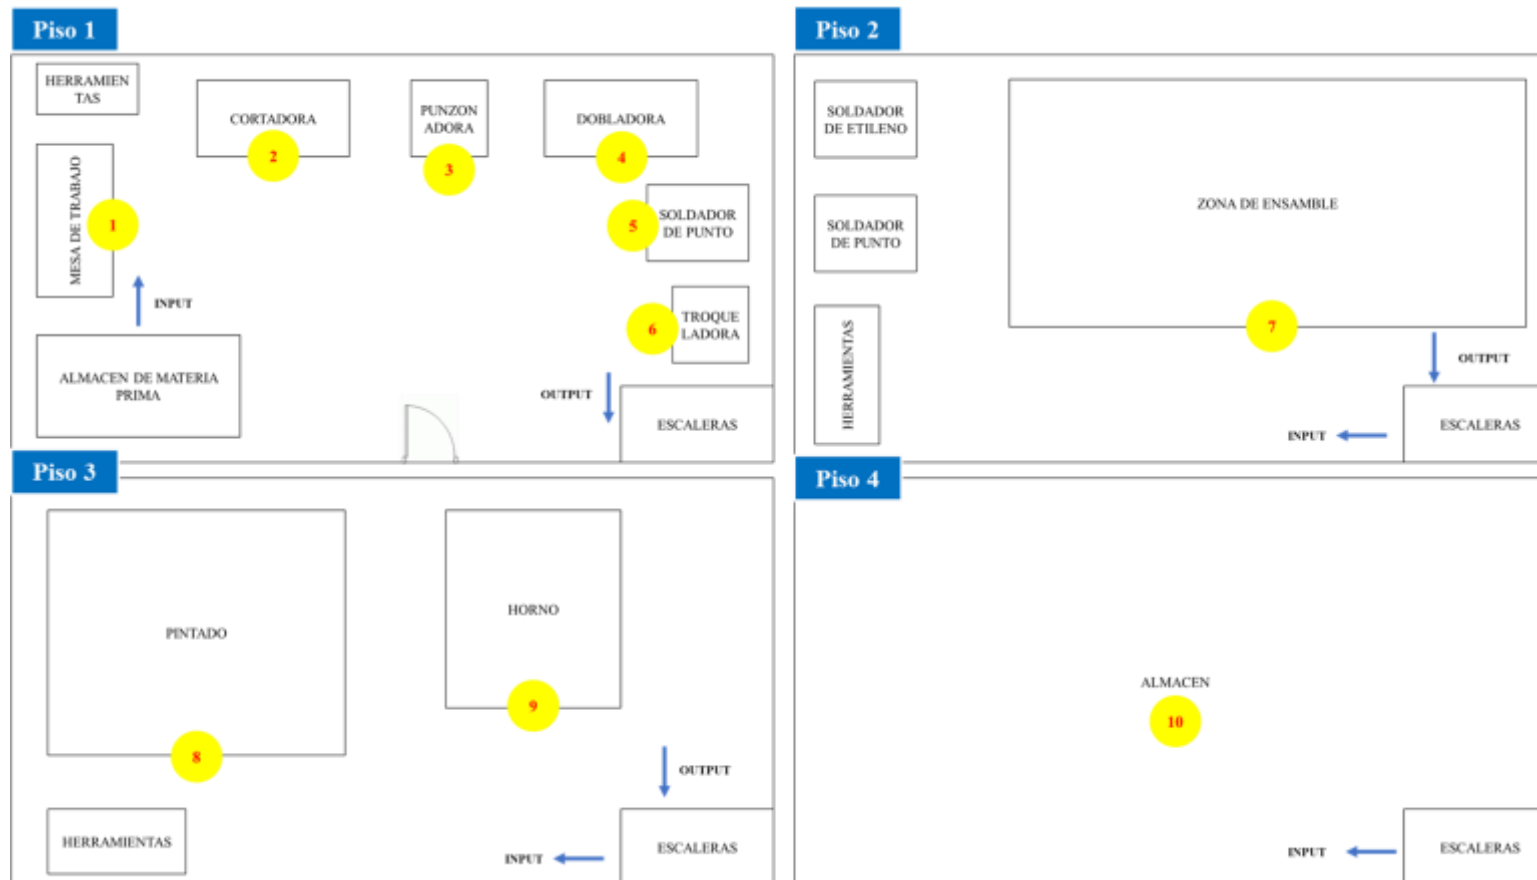 Piso 1
HERRAMIEN
TAS
CORTADORA
2
PUNZON
ADORA
3
DOBLADORA
4
MESA DE TRABAJO
1
SOLDADOR
DE PUNTO
5
INPUT
TROQUE
LADORA
6
ALMACEN DE MATERIA
PRIMA
OUTPUT
ESCALERAS
Piso 2
SOLDADOR
DE ETILENO
ZONA DE ENSAMBLE
SOLDADOR
DE PUNTO
7
HERRAMIENTAS
OUTPUT
INPUT
ESCALERAS
Piso 3
PINTADO
HORNO
9
8
OUTPUT
HERRAMIENTAS
INPUT
ESCALERAS
Piso 4
ALMACEN
10
INPUT
ESCALERAS